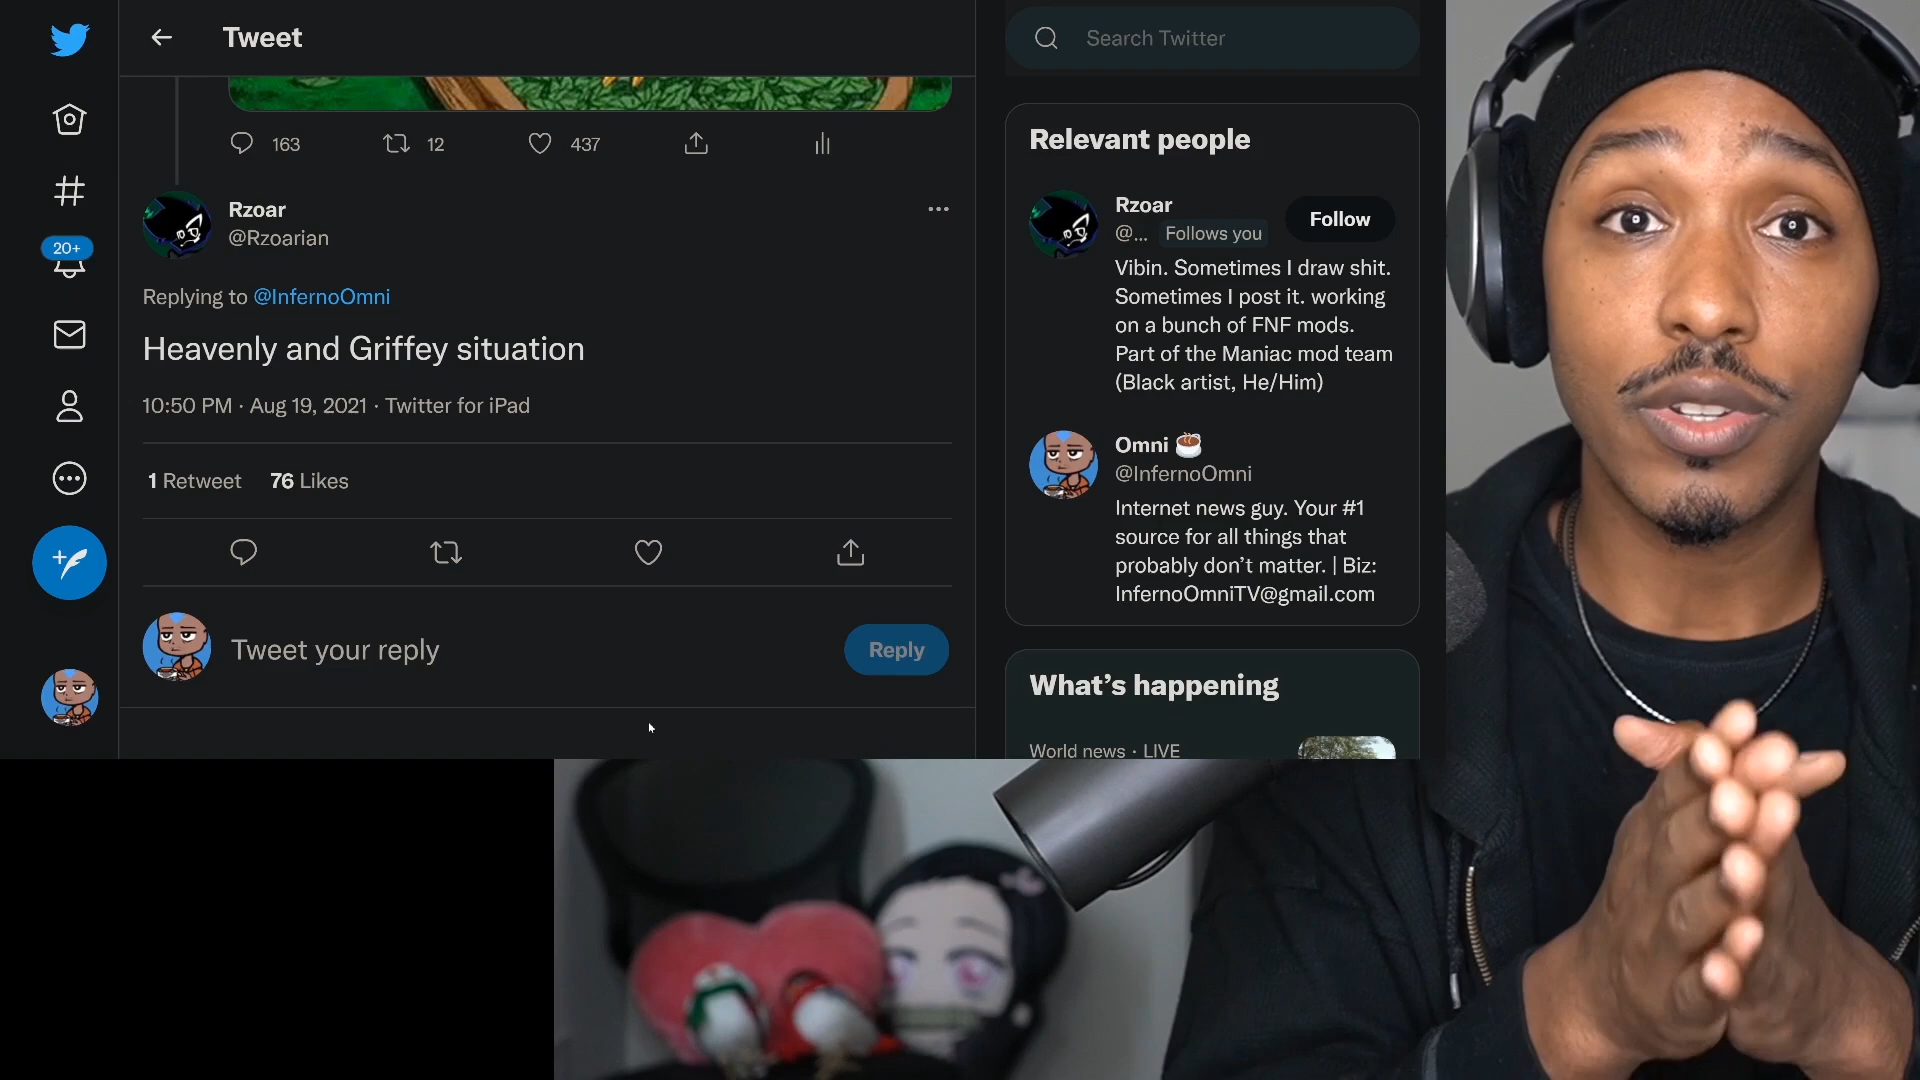 Tweet
163
12
437
20+
Rzoar
@Rzoarian
Replying to @InfernoOmni
Heavenly and Griffey situation
10:50 PM · Aug 19, 2021 · Twitter for iPad
1 Retweet 76 Likes
Tweet your reply
Reply
Search Twitter
Relevant people
Rzoar
@... Follows you
Follow
Vibin. Sometimes I draw shit.
Sometimes I post it. working
on a bunch of FNF mods.
Part of the Maniac mod team
(Black artist, He/Him)
Omni ☕
@InfernoOmni
Internet news guy. Your #1
source for all things that
probably don’t matter. | Biz:
InfernoOmniTV@gmail.com
What’s happening
World news · LIVE